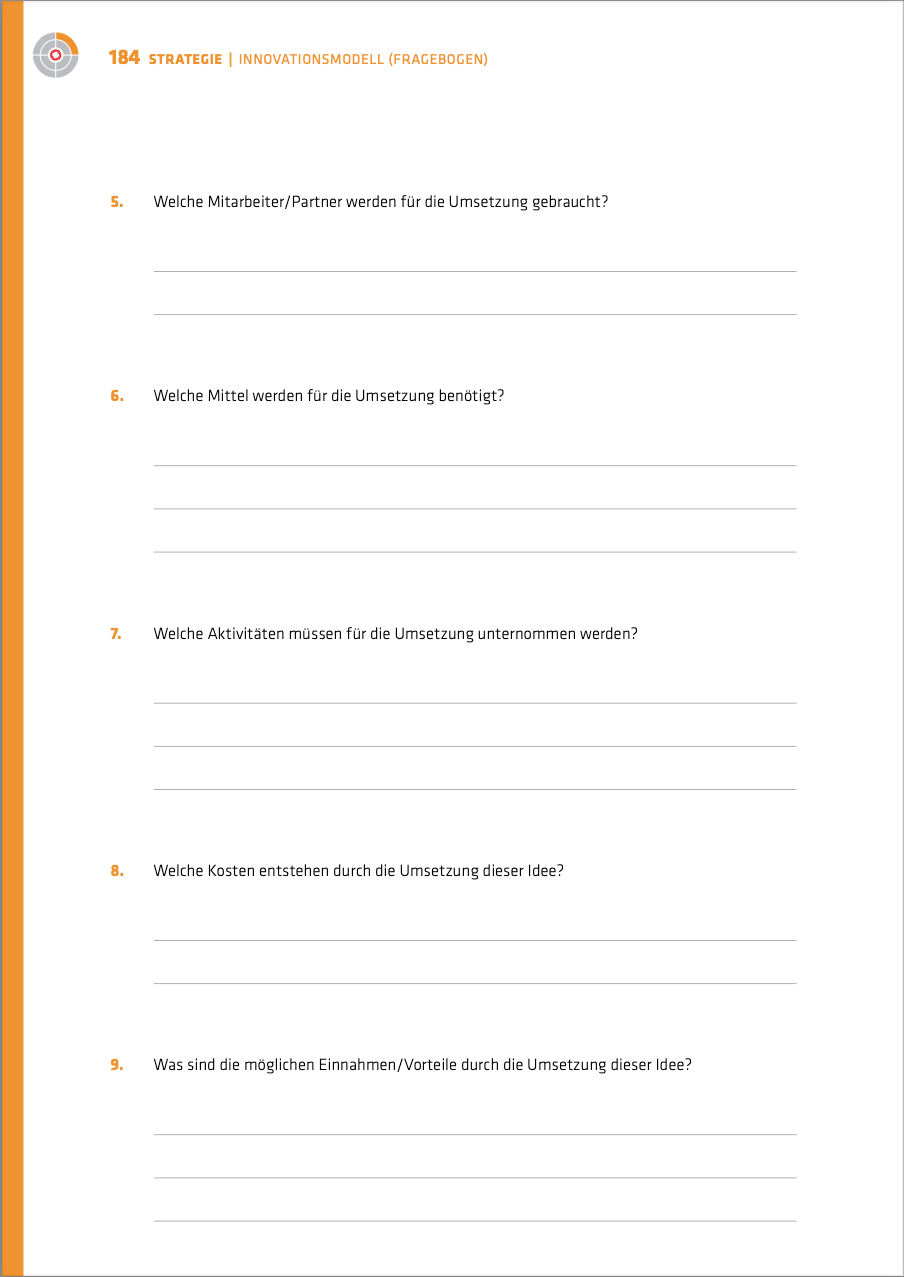 184 STRATEGIE | INNOVATIONSMODELL (FRAGEBOGEN)
5. Welche Mitarbeiter/Partner werden für die Umsetzung gebraucht?
6. Welche Mittel werden für die Umsetzung benötigt?
7. Welche Aktivitäten müssen für die Umsetzung unternommen werden?
8. Welche Kosten entstehen durch die Umsetzung dieser Idee?
9. Was sind die möglichen Einnahmen/Vorteile durch die Umsetzung dieser Idee?